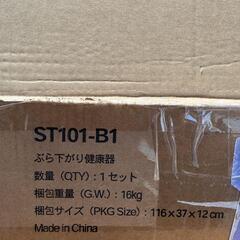 ST101-B1
ぶら下がり健康器
数量（QTY）：1セット
梱包重量（G.W.）：16kg
梱包サイズ（PKG Size）：116×37×12cm
Made in China